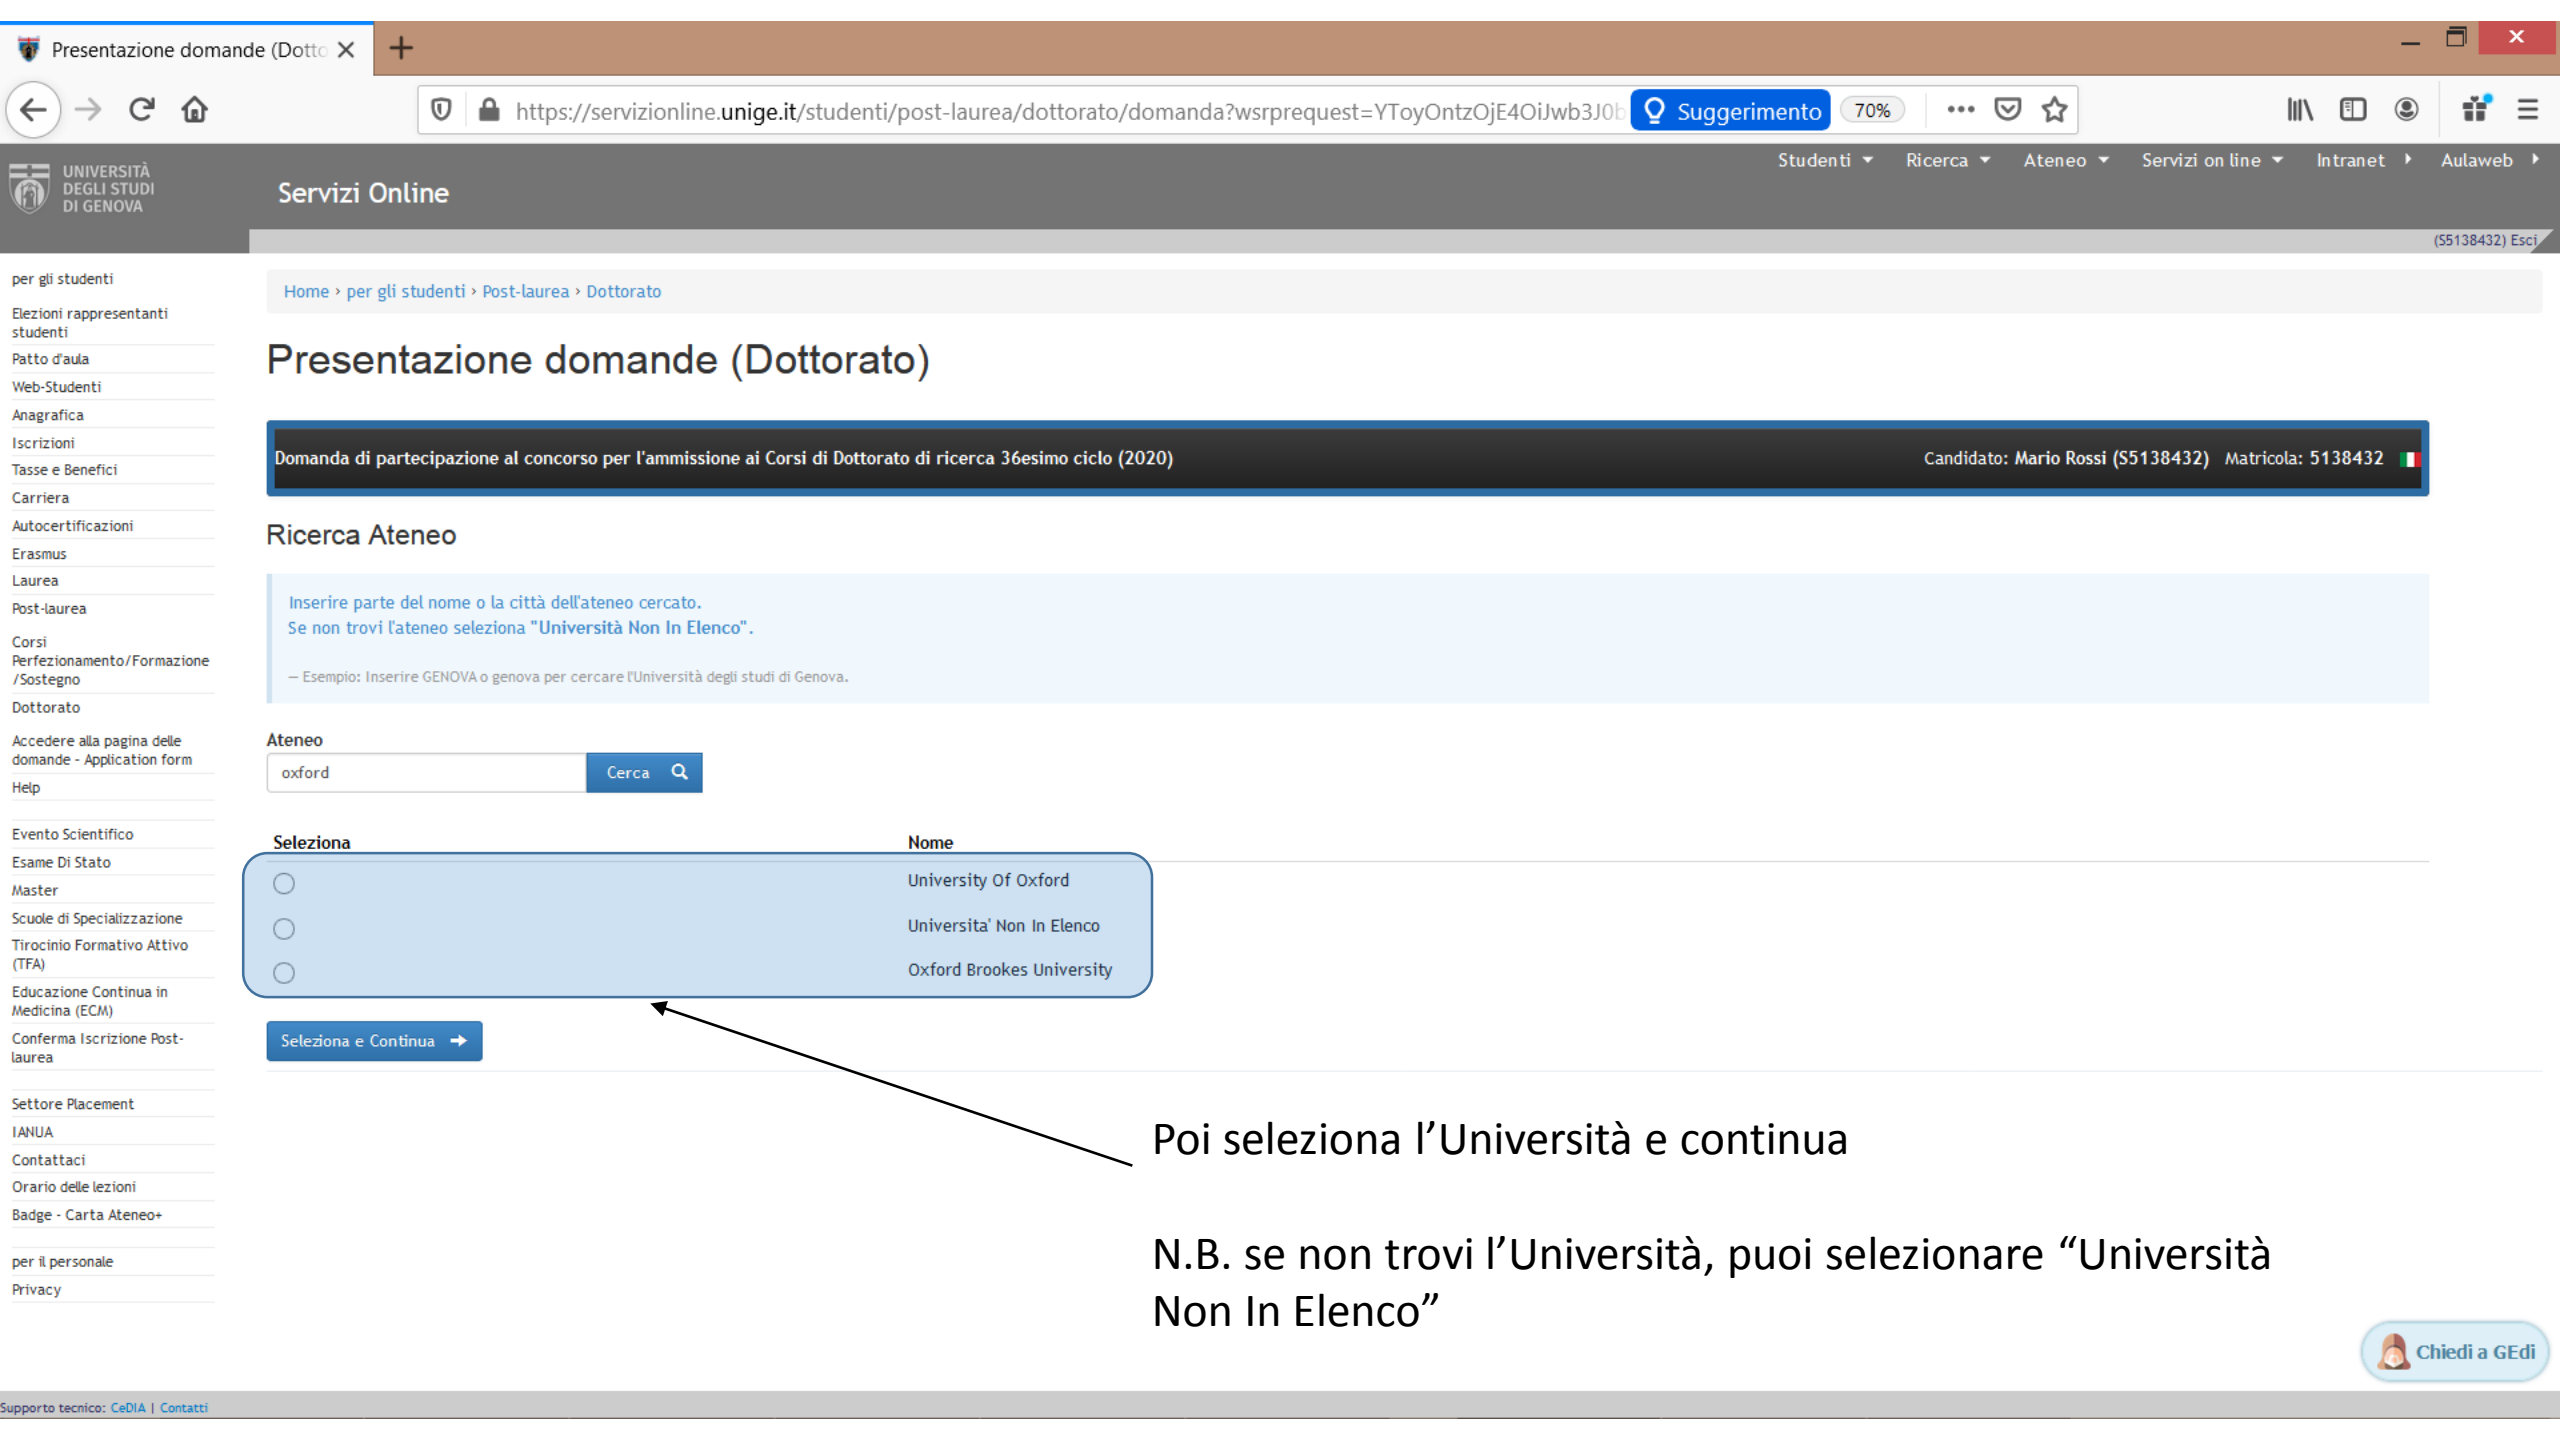 Presentazione domande (Dotto
https://servizionline.unige.it/studenti/post-laurea/dottorato/domanda?wsrprequest=YToyOntzOjE4OiJwb3J0b
Suggerimento
70%
UNIVERSITÀ
DEGLI STUDI
DI GENOVA
Servizi Online
Studenti
Ricerca
Ateneo
Servizi on line
Intranet
Aulaweb
(S5138432) Esci
per gli studenti
Elezioni rappresentanti
studenti
Patto d'aula
Web-Studenti
Anagrafica
Iscrizioni
Tasse e Benefici
Carriera
Autocertificazioni
Erasmus
Laurea
Post-laurea
Corsi
Perfezionamento/Formazione
/Sostegno
Dottorato
Accedere alla pagina delle
domande - Application form
Help
Evento Scientifico
Esame Di Stato
Master
Scuole di Specializzazione
Tirocinio Formativo Attivo
(TFA)
Educazione Continua in
Medicina (ECM)
Conferma Iscrizione Post-
laurea
Settore Placement
IANUA
Contattaci
Orario delle lezioni
Badge - Carta Ateneo+
per il personale
Privacy
Home › per gli studenti › Post-laurea › Dottorato
Presentazione domande (Dottorato)
Domanda di partecipazione al concorso per l'ammissione ai Corsi di Dottorato di ricerca 36esimo ciclo (2020)
Candidato: Mario Rossi (S5138432) Matricola: 5138432
Ricerca Ateneo
Inserire parte del nome o la città dell'ateneo cercato.
Se non trovi l'ateneo seleziona "Università Non In Elenco".
— Esempio: Inserire GENOVA o genova per cercare l'Università degli studi di Genova.
Ateneo
oxford
Cerca
Seleziona
Nome
University Of Oxford
Universita' Non In Elenco
Oxford Brookes University
Seleziona e Continua
Poi seleziona l’Università e continua
N.B. se non trovi l’Università, puoi selezionare “Università
Non In Elenco”
Chiedi a GEdi
Supporto tecnico: CeDIA | Contatti